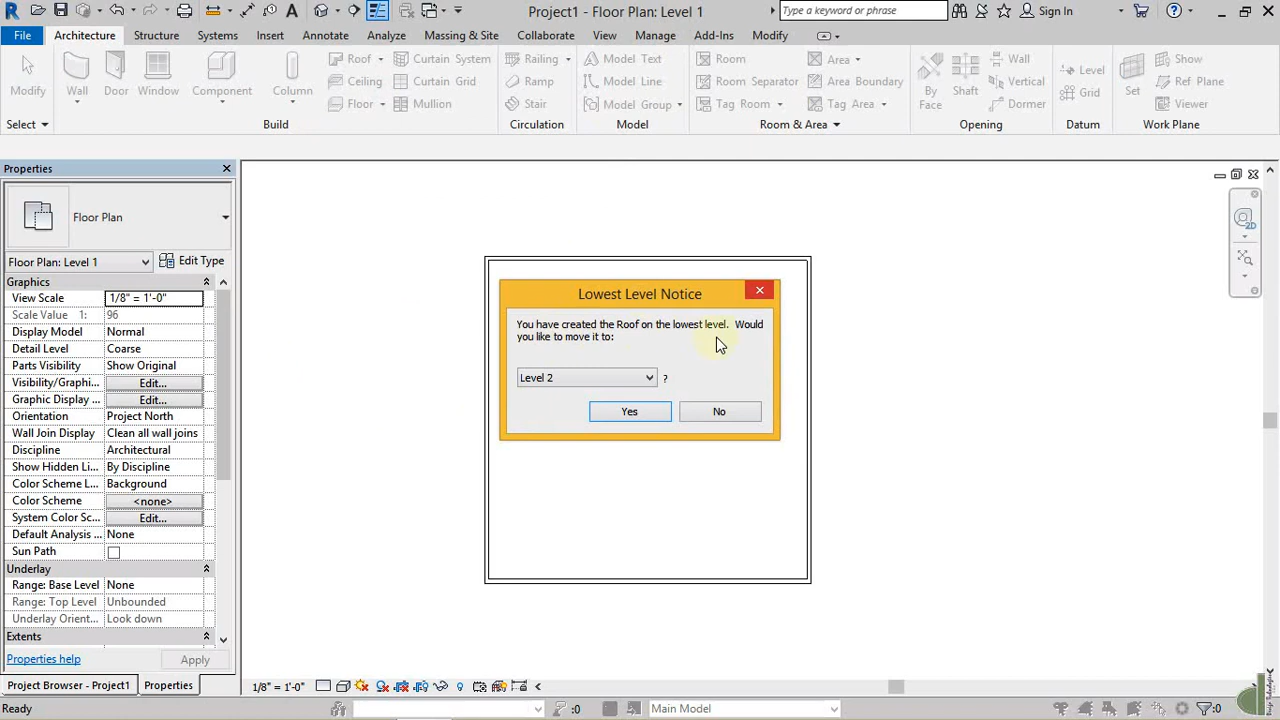 Project1 - Floor Plan: Level 1
Type a keyword or phrase
Sign In
File
Architecture
Structure
Systems
Insert
Annotate
Analyze
Massing & Site
Collaborate
View
Manage
Add-Ins
Modify
Modify
Wall
Door
Window
Component
Column
Roof
Ceiling
Floor
Curtain System
Curtain Grid
Mullion
Railing
Ramp
Stair
Model Text
Model Line
Model Group
Room
Room Separator
Tag Room
Area
Area Boundary
Tag Area
By
Face
Shaft
Wall
Vertical
Dormer
Level
Grid
Set
Show
Ref Plane
Viewer
Select
Build
Circulation
Model
Room & Area
Opening
Datum
Work Plane
Properties
Floor Plan
Floor Plan: Level 1
Edit Type
Graphics
View Scale 1/8" = 1'-0"
Scale Value 1: 96
Display Model Normal
Detail Level Coarse
Parts Visibility Show Original
Visibility/Graphi... Edit...
Graphic Display ... Edit...
Orientation Project North
Wall Join Display Clean all wall joins
Discipline Architectural
Show Hidden Li... By Discipline
Color Scheme L... Background
Color Scheme <none>
System Color Sc... Edit...
Default Analysis ... None
Sun Path
Underlay
Range: Base Level None
Range: Top Level Unbounded
Underlay Orient... Look down
Extents
Properties help
Apply
Project Browser - Project1
Properties
Lowest Level Notice
You have created the Roof on the lowest level. Would
you like to move it to:
Level 2 ?
Yes
No
2D
1/8" = 1'-0"
Ready
:0
Main Model
:0